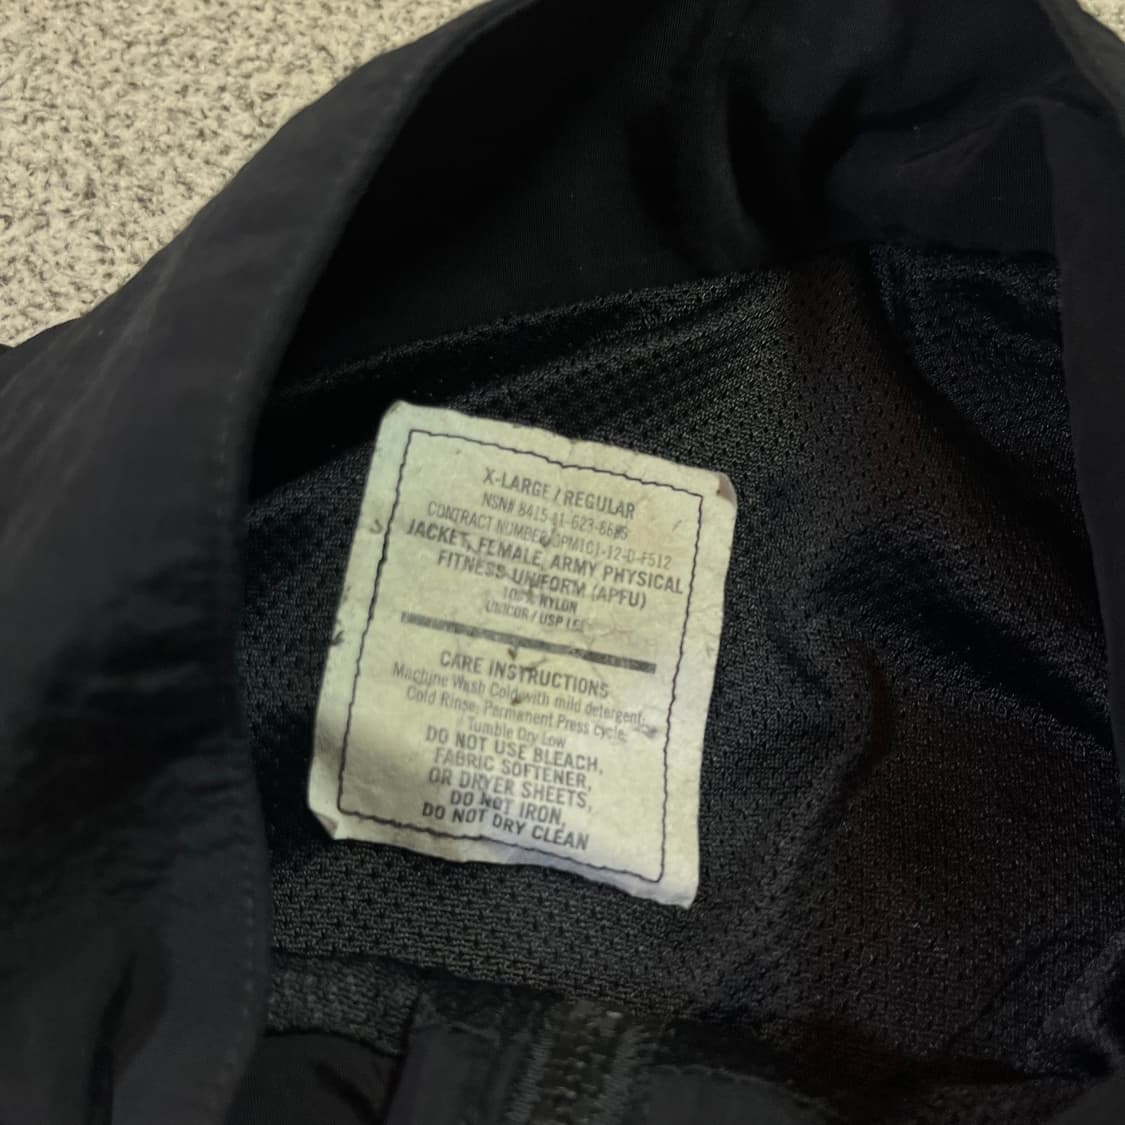 X-LARGE / REGULAR
NSN# 8415-01-623-
CONTRACT NUMBER SPM1C1-12-D-F512
JACKET, FEMALE, ARMY PHYSICAL
FITNESS UNIFORM (APFU)
100% NYLON
UNICOR / USP
CARE INSTRUCTIONS
Machine Wash Cold with mild detergent.
Cold Rinse, Permanent Press cycle.
Tumble Dry Low
DO NOT USE BLEACH,
FABRIC SOFTENER,
OR DRYER SHEETS,
DO NOT IRON,
DO NOT DRY CLEAN